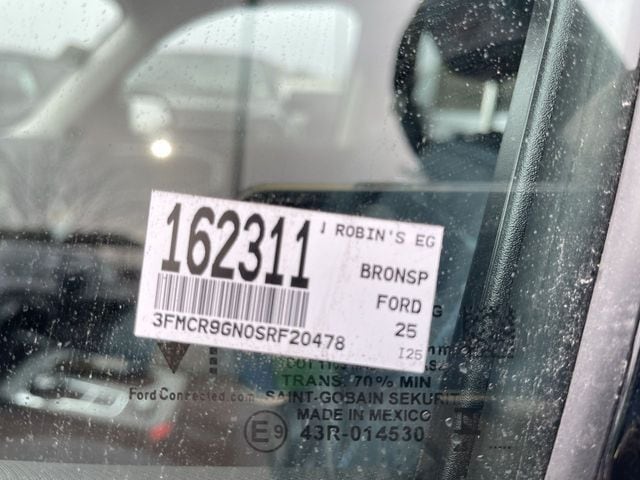 162311
J ROBIN'S EG
BRONSP
FORD
25
I25
3FMCR9GN0SRF20478
FordConnected.com
TRANS. 70% MIN
SAINT-GOBAIN SEKURIT
MADE IN MEXICO
E9
43R-014530